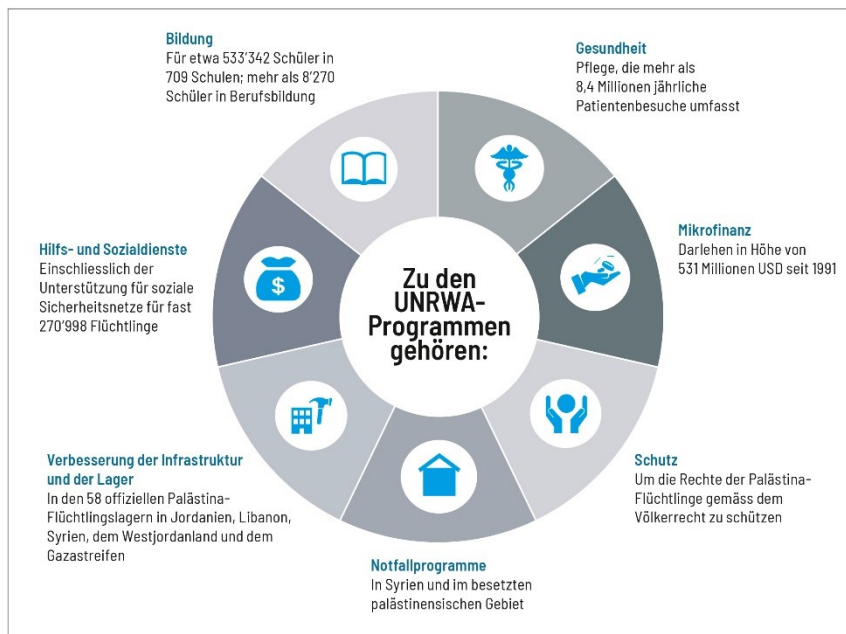 Bildung
Für etwa 533'342 Schüler in
709 Schulen; mehr als 8'270
Schüler in Berufsbildung
Gesundheit
Pflege, die mehr als
8,4 Millionen jährliche
Patientenbesuche umfasst
Hilfs- und Sozialdienste
Einschliesslich der
Unterstützung für soziale
Sicherheitsnetze für fast
270'998 Flüchtlinge
$
Zu den
UNRWA-
Programmen
gehören:
Mikrofinanz
Darlehen in Höhe von
531 Millionen USD seit 1991
Verbesserung der Infrastruktur
und der Lager
In den 58 offiziellen Palästina-
Flüchtlingslagern in Jordanien, Libanon,
Syrien, dem Westjordanland und dem
Gazastreifen
Notfallprogramme
In Syrien und im besetzten
palästinensischen Gebiet
Schutz
Um die Rechte der Palästina-
Flüchtlinge gemäss dem
Völkerrecht zu schützen